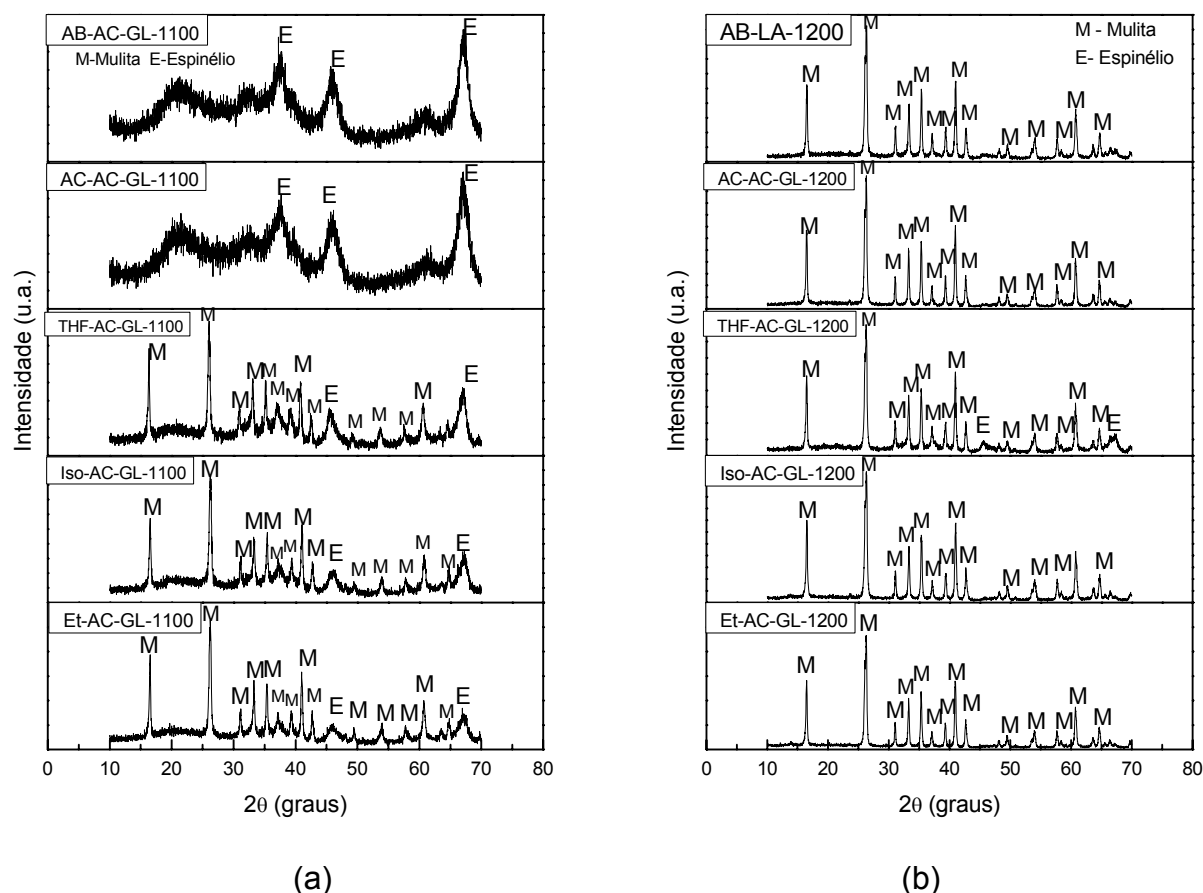 AB-AC-GL-1100
M-Mulita E-Espinélio
E
E
E
AC-AC-GL-1100
E
E
E
THF-AC-GL-1100
M
M
M
M
M
M
M
M
M
E
M
M
M
M
E
Iso-AC-GL-1100
M
M
M
M
M
M
M
M
M
E
M
M
M
M
M
E
Et-AC-GL-1100
M
M
M
M
M
M
M
M
M
E
M
M
M
M
M
E
Intensidade (u.a.)
0 10 20 30 40 50 60 70 80
2θ (graus)
(a)
AB-LA-1200
M - Mulita
E- Espinélio
M
M
M
M
M
M
M
M
M
M
M
M
M
M
AC-AC-GL-1200
M
M
M
M
M
M
M
M
M
M
M
M
M
M
THF-AC-GL-1200
M
M
M
M
M
M
M
M
M
E
M
M
M
M
M
E
Iso-AC-GL-1200
M
M
M
M
M
M
M
M
M
M
M
M
M
Et-AC-GL-1200
M
M
M
M
M
M
M
M
M
M
M
M
M
M
Intensidade (u.a.)
0 10 20 30 40 50 60 70 80
2θ (graus)
(b)